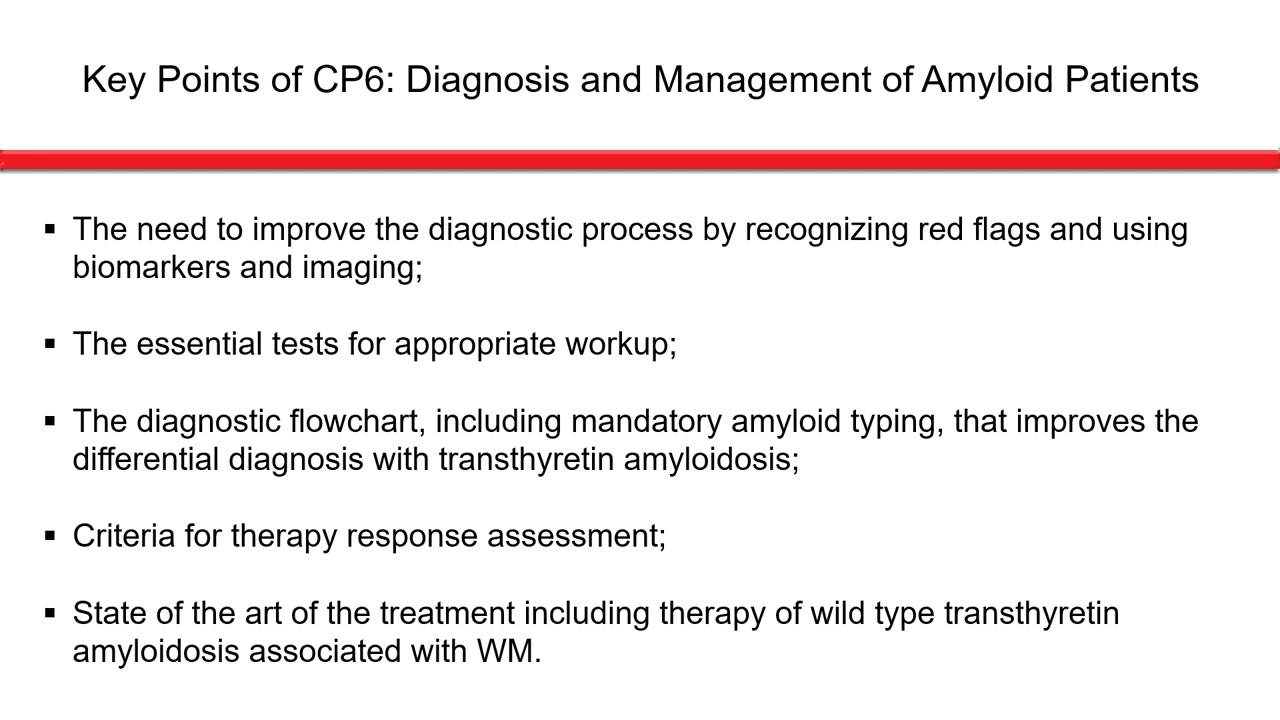 Key Points of CP6: Diagnosis and Management of Amyloid Patients
▪ The need to improve the diagnostic process by recognizing red flags and using
biomarkers and imaging;
▪ The essential tests for appropriate workup;
▪ The diagnostic flowchart, including mandatory amyloid typing, that improves the
differential diagnosis with transthyretin amyloidosis;
▪ Criteria for therapy response assessment;
▪ State of the art of the treatment including therapy of wild type transthyretin
amyloidosis associated with WM.